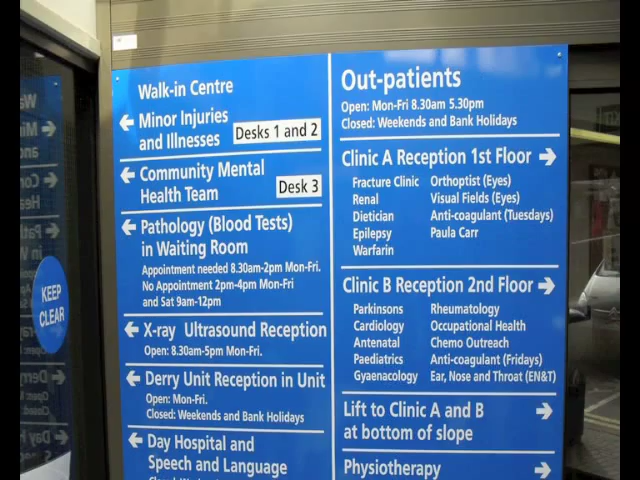 Walk-in Centre
Minor Injuries
and Illnesses Desks 1 and 2
Community Mental
Health Team Desk 3
Pathology (Blood Tests)
in Waiting Room
Appointment needed 8.30am-2pm Mon-Fri.
No Appointment 2pm-4pm Mon-Fri
and Sat 9am-12pm
X-ray Ultrasound Reception
Open: 8.30am-5pm Mon-Fri.
Derry Unit Reception in Unit
Open: Mon-Fri.
Closed: Weekends and Bank Holidays
Day Hospital and
Speech and Language
Out-patients
Open: Mon-Fri 8.30am 5.30pm
Closed: Weekends and Bank Holidays
Clinic A Reception 1st Floor
Fracture Clinic Orthoptist (Eyes)
Renal Visual Fields (Eyes)
Dietician Anti-coagulant (Tuesdays)
Epilepsy Paula Carr
Warfarin
Clinic B Reception 2nd Floor
Parkinsons Rheumatology
Cardiology Occupational Health
Antenatal Chemo Outreach
Paediatrics Anti-coagulant (Fridays)
Gyaenacology Ear, Nose and Throat (EN&T)
Lift to Clinic A and B
at bottom of slope
Physiotherapy
KEEP
CLEAR